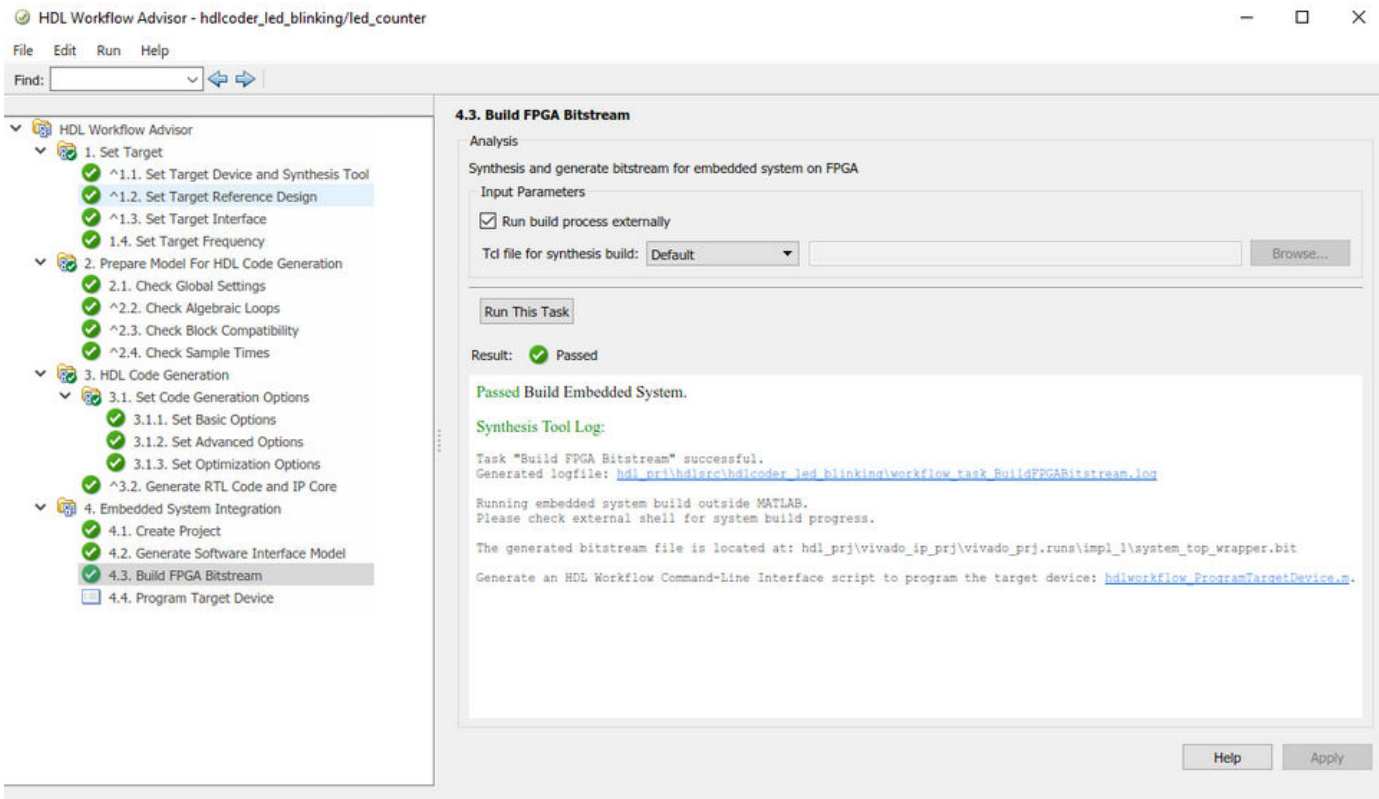 HDL Workflow Advisor - hdlcoder_led_blinking/led_counter
File Edit Run Help
Find:
HDL Workflow Advisor
1. Set Target
^1.1. Set Target Device and Synthesis Tool
^1.2. Set Target Reference Design
^1.3. Set Target Interface
1.4. Set Target Frequency
2. Prepare Model For HDL Code Generation
2.1. Check Global Settings
^2.2. Check Algebraic Loops
^2.3. Check Block Compatibility
^2.4. Check Sample Times
3. HDL Code Generation
3.1. Set Code Generation Options
3.1.1. Set Basic Options
3.1.2. Set Advanced Options
3.1.3. Set Optimization Options
^3.2. Generate RTL Code and IP Core
4. Embedded System Integration
4.1. Create Project
4.2. Generate Software Interface Model
4.3. Build FPGA Bitstream
4.4. Program Target Device
4.3. Build FPGA Bitstream
Analysis
Synthesis and generate bitstream for embedded system on FPGA
Input Parameters
Run build process externally
Tcl file for synthesis build: Default Browse...
Run This Task
Result: Passed
Passed Build Embedded System.
Synthesis Tool Log:
Task "Build FPGA Bitstream" successful.
Generated logfile: hdl_prj\hdlsrc\hdlcoder_led_blinking\workflow_task_BuildFPGABitstream.log
Running embedded system build outside MATLAB.
Please check external shell for system build progress.
The generated bitstream file is located at: hdl_prj\vivado_ip_prj\vivado_prj.runs\impl_1\system_top_wrapper.bit
Generate an HDL Workflow Command-Line Interface script to program the target device: hdlworkflow_ProgramTargetDevice.m.
Help Apply